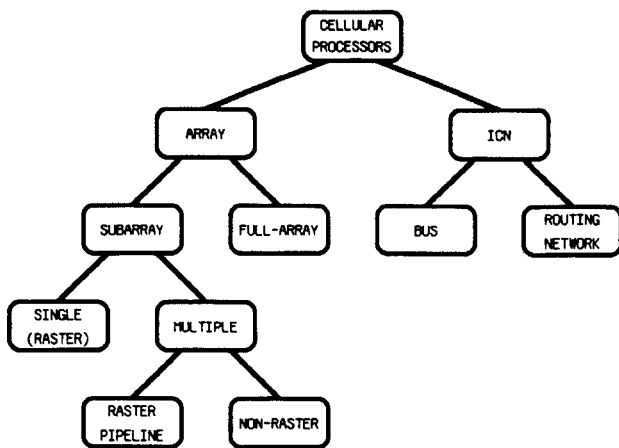 CELLULAR
PROCESSORS
ARRAY
ICN
SUBARRAY
FULL-ARRAY
BUS
ROUTING
NETWORK
SINGLE
(RASTER)
MULTIPLE
RASTER
PIPELINE
NON-RASTER